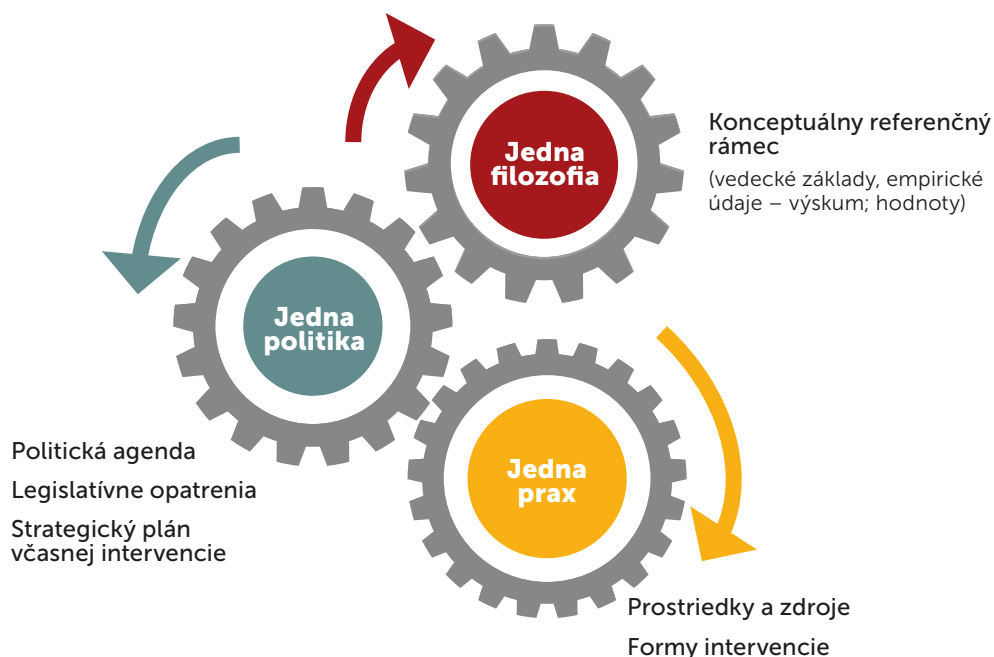 Jedna
filozofia
Konceptuálny referenčný
rámec
(vedecké základy, empirické
údaje – výskum; hodnoty)
Jedna
politika
Politická agenda
Legislatívne opatrenia
Strategický plán
včasnej intervencie
Jedna
prax
Prostriedky a zdroje
Formy intervencie